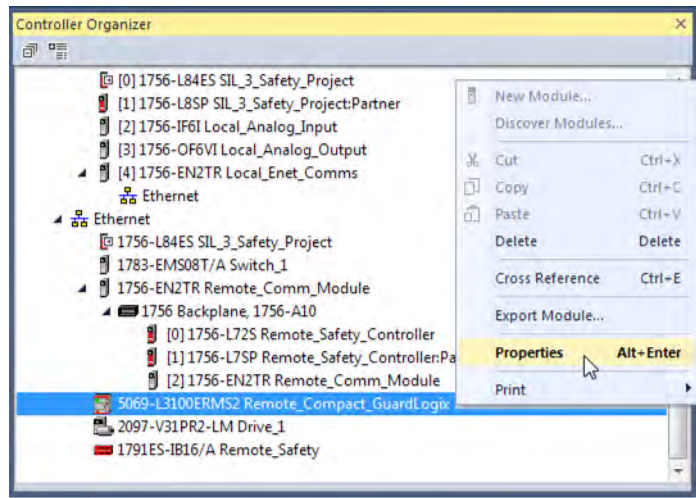 Controller Organizer
[0] 1756-L84ES SIL_3_Safety_Project
[1] 1756-L8SP SIL_3_Safety_Project:Partner
[2] 1756-IF6I Local_Analog_Input
[3] 1756-OF6VI Local_Analog_Output
[4] 1756-EN2TR Local_Enet_Comms
Ethernet
Ethernet
1756-L84ES SIL_3_Safety_Project
1783-EMS08T/A Switch_1
1756-EN2TR Remote_Comm_Module
1756 Backplane, 1756-A10
[0] 1756-L72S Remote_Safety_Controller
[1] 1756-L7SP Remote_Safety_Controller:Pa
[2] 1756-EN2TR Remote_Comm_Module
5069-L3100ERMS2 Remote_Compact_GuardLogix
2097-V31PR2-LM Drive_1
1791ES-IB16/A Remote_Safety
New Module...
Discover Modules...
Cut Ctrl+X
Copy Ctrl+C
Paste Ctrl+V
Delete Delete
Cross Reference Ctrl+E
Export Module...
Properties Alt+Enter
Print